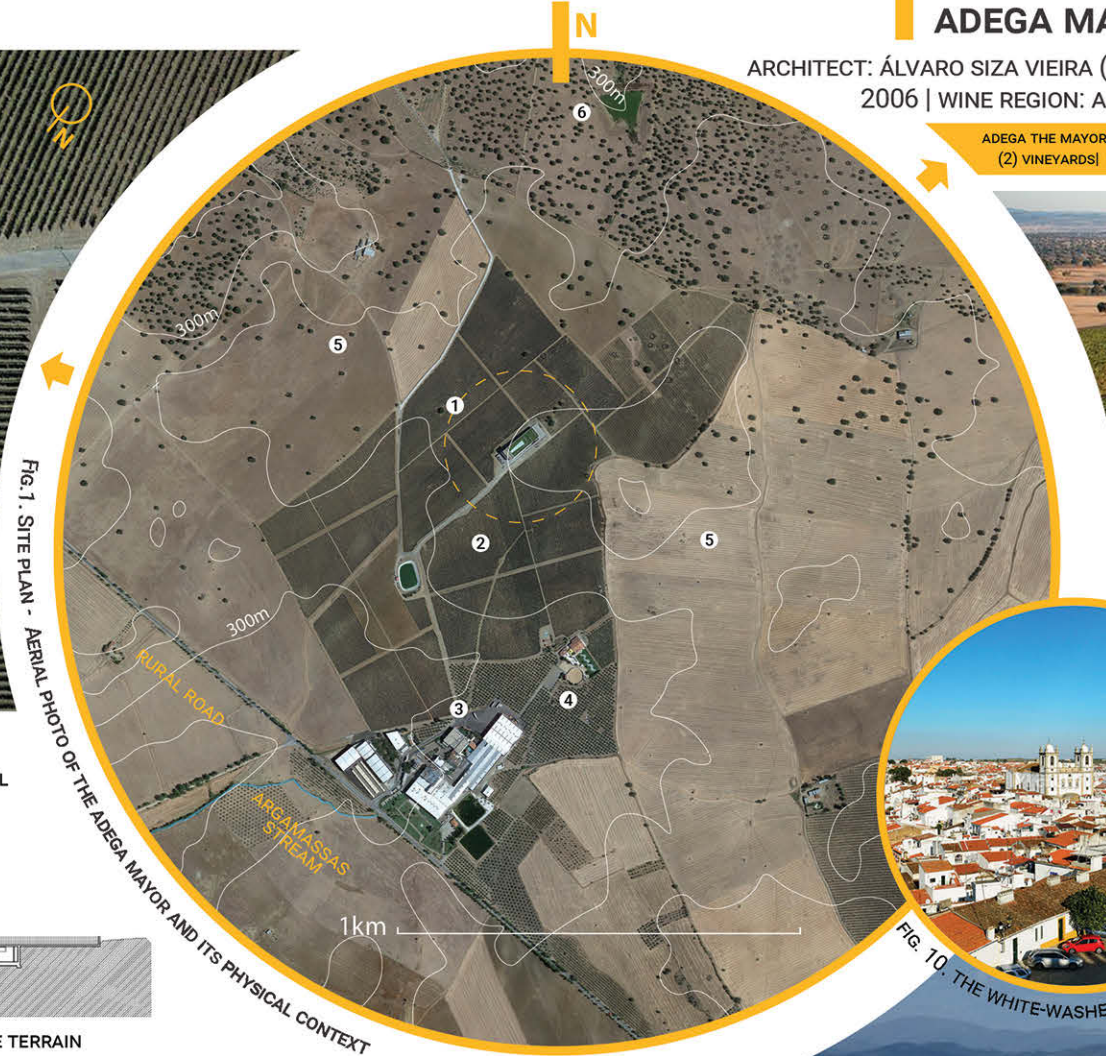 N
ADEGA MA
ARCHITECT: ÁLVARO SIZA VIEIRA (
2006 | WINE REGION: A
ADEGA THE MAYOR
(2) VINEYARDS|
N
300m
6
300m
5
1
2
5
300m
RURAL ROAD
3
4
ARGAMASSAS
STREAM
1km
FIG.1. SITE PLAN - AERIAL PHOTO OF THE ADEGA MAYOR AND ITS PHYSICAL CONTEXT
L
E TERRAIN
FIG. 10. THE WHITE-WASHE